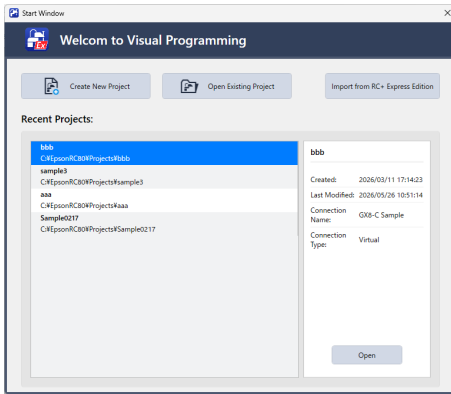 Start Window
Ex
Welcom to Visual Programming
Create New Project
Open Existing Project
Import from RC+ Express Edition
Recent Projects:
bbb
C:¥EpsonRC80¥Projects¥bbb
sample3
C:¥EpsonRC80¥Projects¥sample3
aaa
C:¥EpsonRC80¥Projects¥aaa
Sample0217
C:¥EpsonRC80¥Projects¥Sample0217
bbb
Created: 2026/03/11 17:14:23
Last Modified: 2026/05/26 10:51:14
Connection Name: GX8-C Sample
Connection Type: Virtual
Open